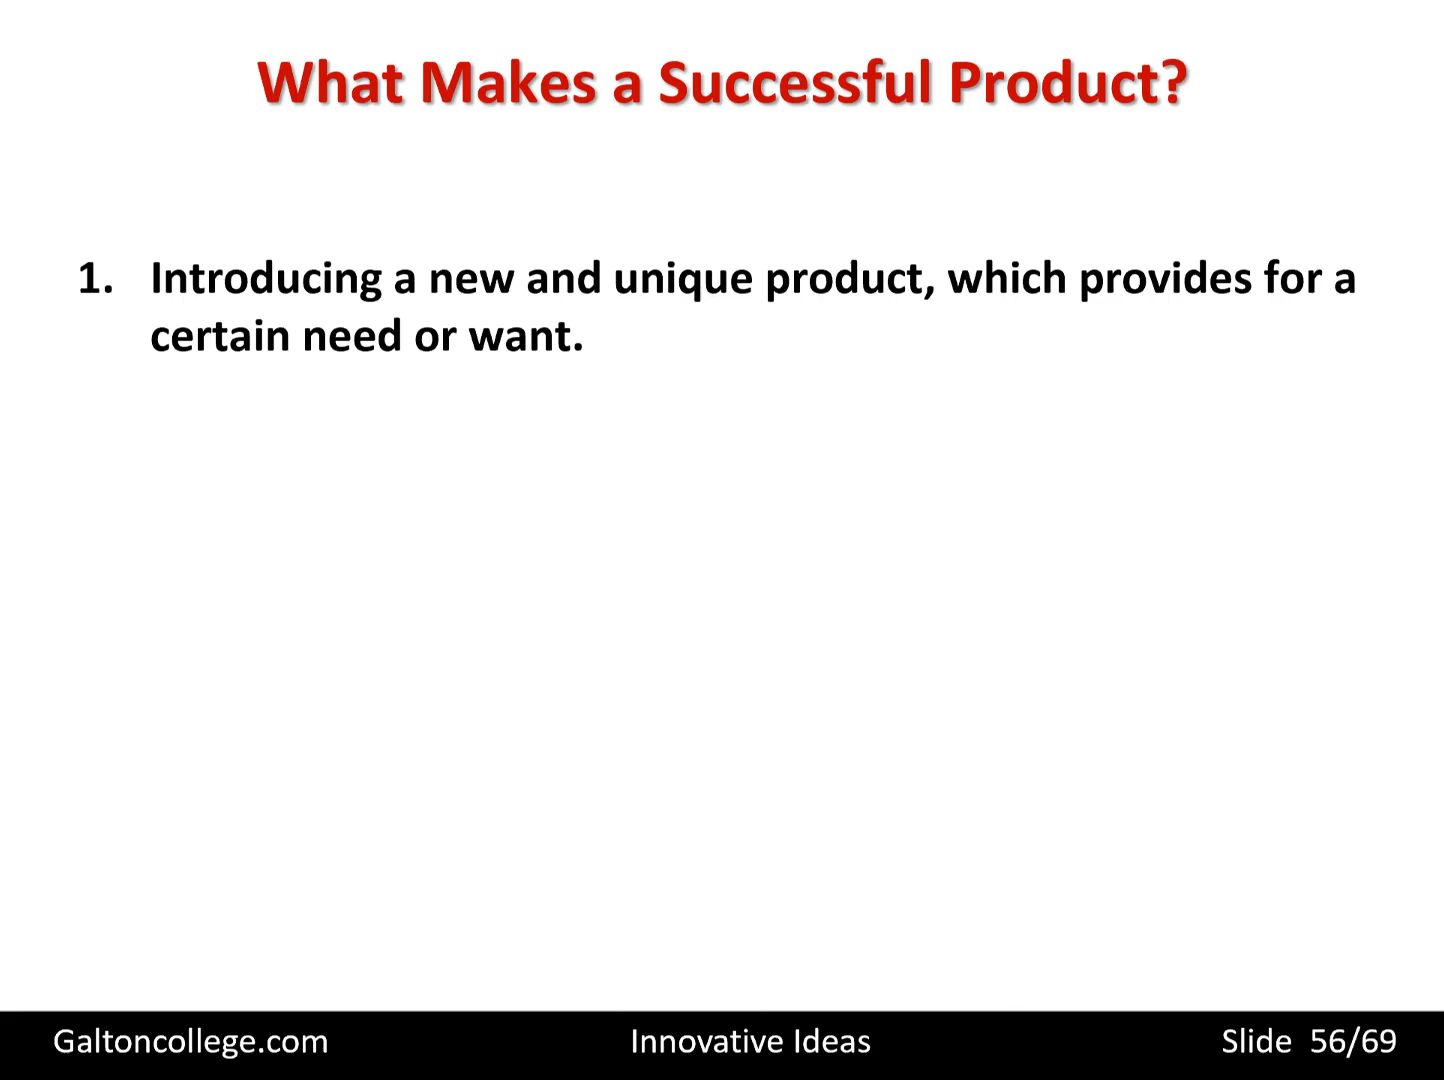 What Makes a Successful Product?
1. Introducing a new and unique product, which provides for a
certain need or want.
Galtoncollege.com Innovative Ideas Slide 56/69